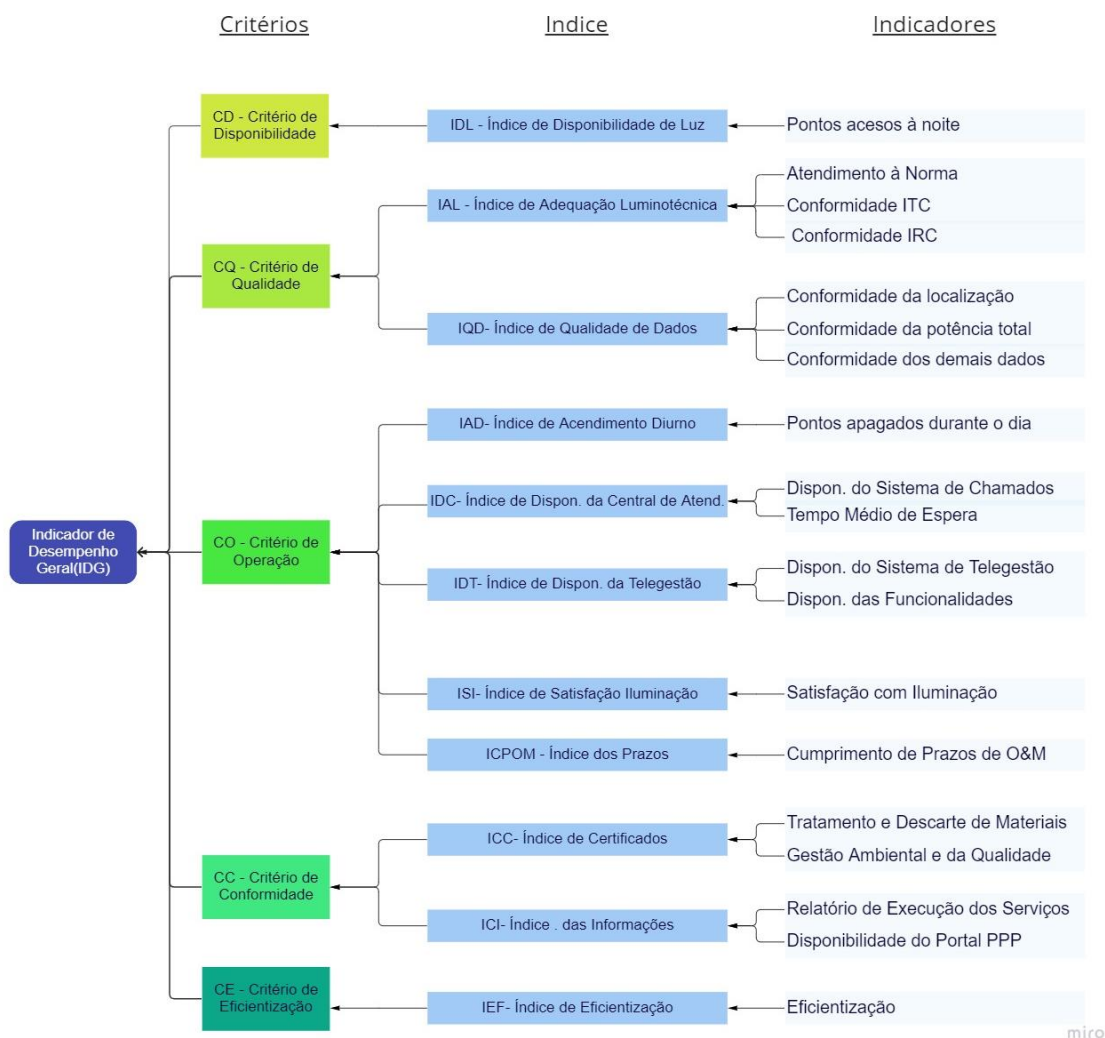 Critérios
Indice
Indicadores
CD - Critério de
Disponibilidade
IDL - Índice de Disponibilidade de Luz
Pontos acesos à noite
IAL - Índice de Adequação Luminotécnica
Atendimento à Norma
Conformidade ITC
Conformidade IRC
CQ - Critério de
Qualidade
IQD- Índice de Qualidade de Dados
Conformidade da localização
Conformidade da potência total
Conformidade dos demais dados
IAD- Índice de Acendimento Diurno
Pontos apagados durante o dia
IDC- Índice de Dispon. da Central de Atend.
Dispon. do Sistema de Chamados
Tempo Médio de Espera
Indicador de
Desempenho
Geral(IDG)
CO - Critério de
Operação
IDT- Índice de Dispon. da Telegestão
Dispon. do Sistema de Telegestão
Dispon. das Funcionalidades
ISI- Índice de Satisfação Iluminação
Satisfação com Iluminação
ICPOM - Índice dos Prazos
Cumprimento de Prazos de O&M
ICC- Índice de Certificados
Tratamento e Descarte de Materiais
Gestão Ambiental e da Qualidade
CC - Critério de
Conformidade
ICI- Índice . das Informações
Relatório de Execução dos Serviços
Disponibilidade do Portal PPP
CE - Critério de
Eficientização
IEF- Índice de Eficientização
Eficientização
miro